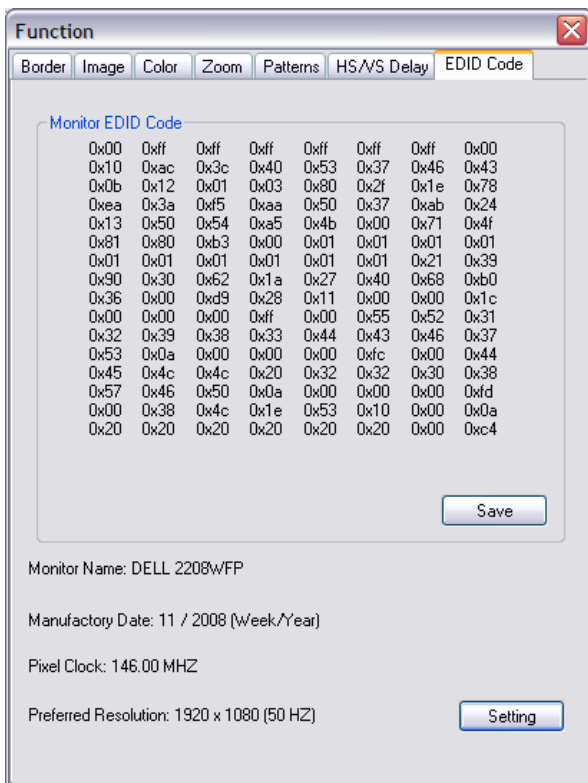 Function
Border Image Color Zoom Patterns HS/VS Delay EDID Code
Monitor EDID Code
0x00 0xff 0xff 0xff 0xff 0xff 0xff 0x00
0x10 0xac 0x3c 0x40 0x53 0x37 0x46 0x43
0x0b 0x12 0x01 0x03 0x80 0x2f 0x1e 0x78
0xea 0x3a 0xf5 0xaa 0x50 0x37 0xab 0x24
0x13 0x50 0x54 0xa5 0x4b 0x00 0x71 0x4f
0x81 0x80 0xb3 0x00 0x01 0x01 0x01 0x01
0x01 0x01 0x01 0x01 0x01 0x01 0x21 0x39
0x90 0x30 0x62 0x1a 0x27 0x40 0x68 0xb0
0x36 0x00 0xd9 0x28 0x11 0x00 0x00 0x1c
0x00 0x00 0x00 0xff 0x00 0x55 0x52 0x31
0x32 0x39 0x38 0x33 0x44 0x43 0x46 0x37
0x53 0x0a 0x00 0x00 0x00 0xfc 0x00 0x44
0x45 0x4c 0x4c 0x20 0x32 0x32 0x30 0x38
0x57 0x46 0x50 0x0a 0x00 0x00 0x00 0xfd
0x00 0x38 0x4c 0x1e 0x53 0x10 0x00 0x0a
0x20 0x20 0x20 0x20 0x20 0x20 0x00 0xc4
Save
Monitor Name: DELL 2208WFP
Manufactory Date: 11 / 2008 (Week/Year)
Pixel Clock: 146.00 MHZ
Preferred Resolution: 1920 x 1080 (50 HZ)
Setting